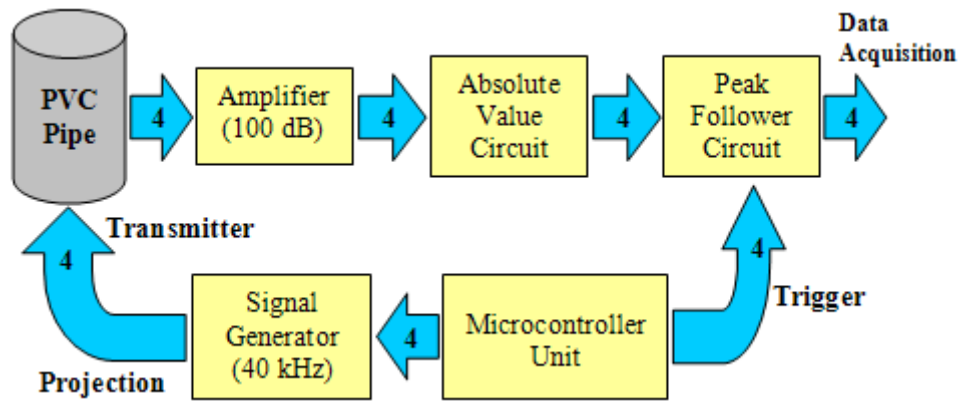 PVC
Pipe
4
Amplifier
(100 dB)
4
Absolute
Value
Circuit
4
Peak
Follower
Circuit
4
Data
Acquisition
Transmitter
4
Projection
Signal
Generator
(40 kHz)
4
Microcontroller
Unit
4
Trigger